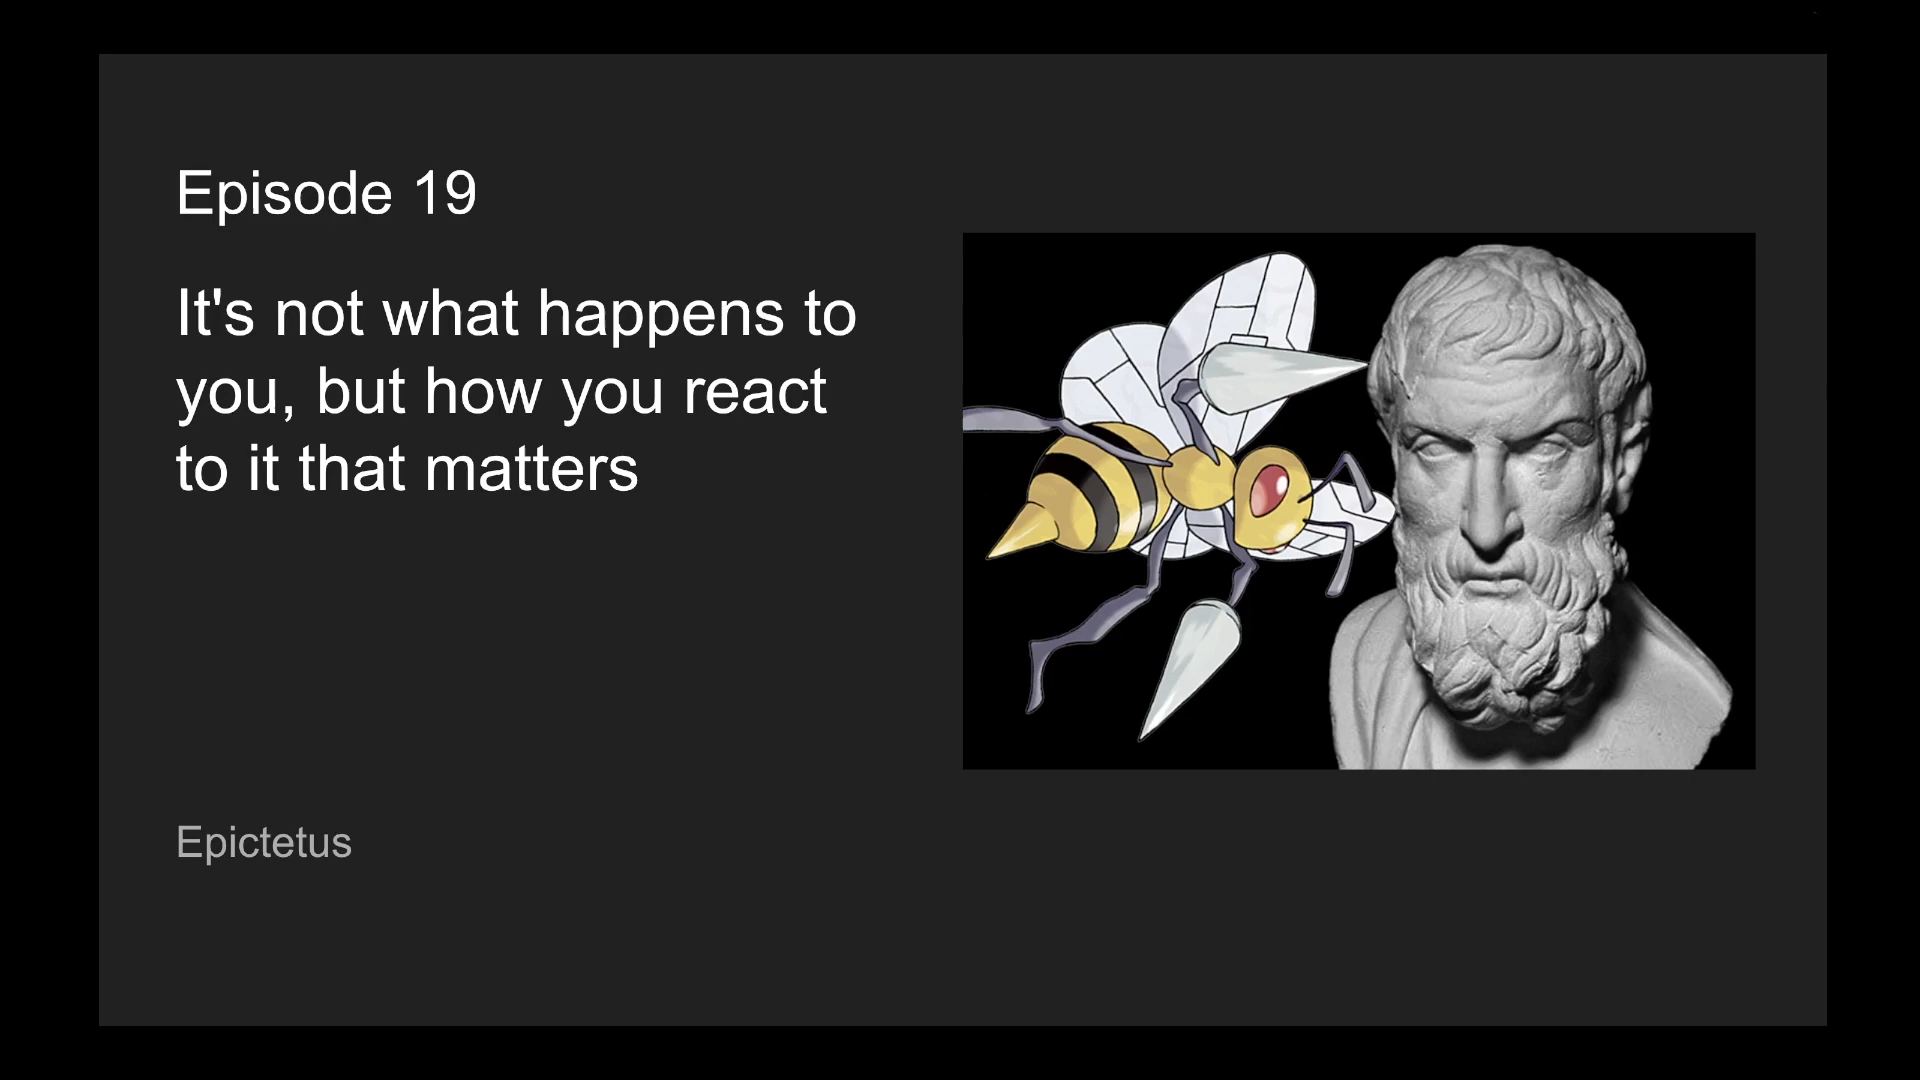 Episode 19
It's not what happens to
you, but how you react
to it that matters
Epictetus